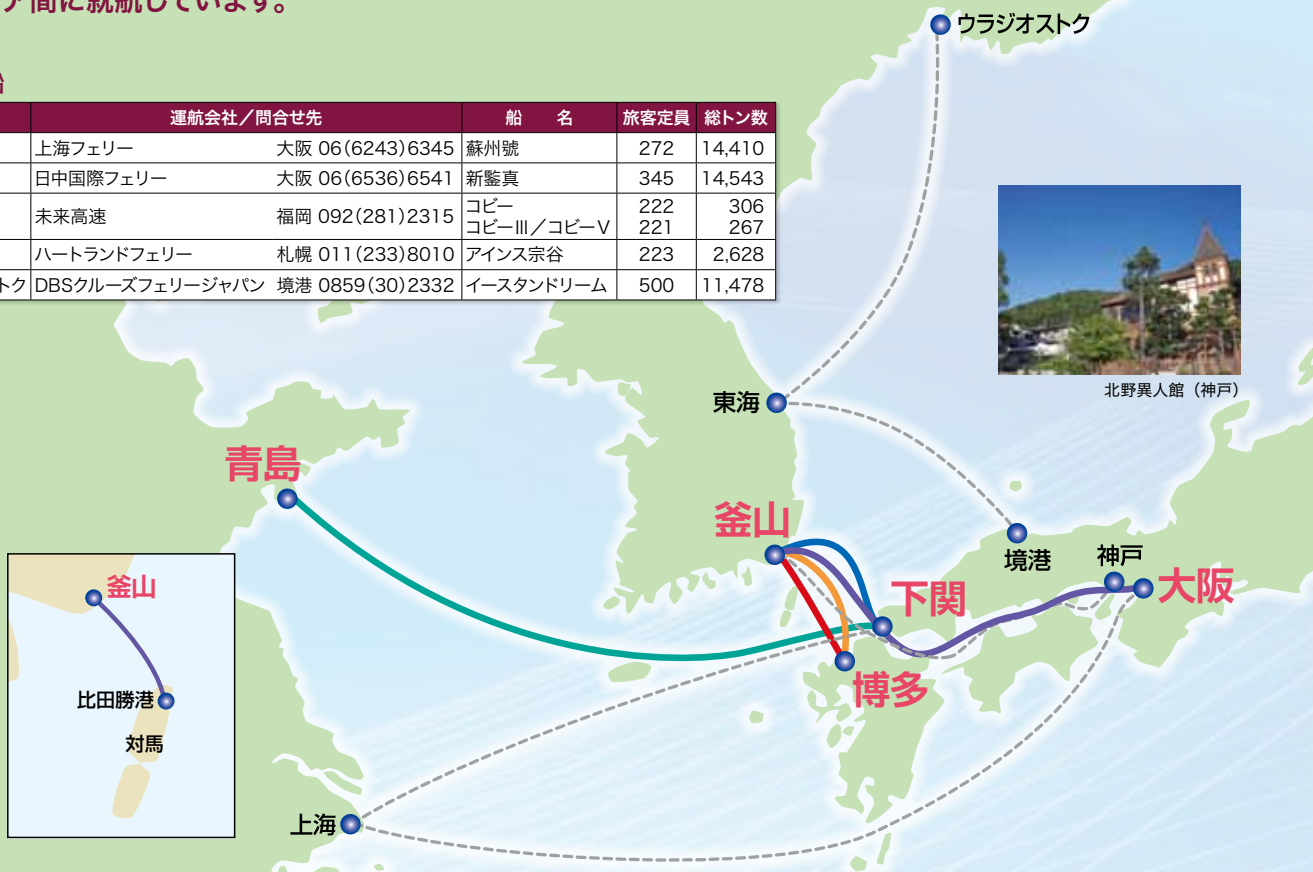 ア間に就航しています。
船
運航会社／問合せ先 船　名 旅客定員 総トン数
上海フェリー 大阪 06(6243)6345 蘇州號 272 14,410
日中国際フェリー 大阪 06(6536)6541 新鑒真 345 14,543
未来高速 福岡 092(281)2315 コビー 222 306
コビーIII／コビーV 221 267
ハートランドフェリー 札幌 011(233)8010 アインス宗谷 223 2,628
トク DBSクルーズフェリージャパン 境港 0859(30)2332 イースタンドリーム 500 11,478
ウラジオストク
北野異人館（神戸）
東海
青島
釜山
境港
神戸
大阪
下関
博多
釜山
比田勝港
対馬
上海